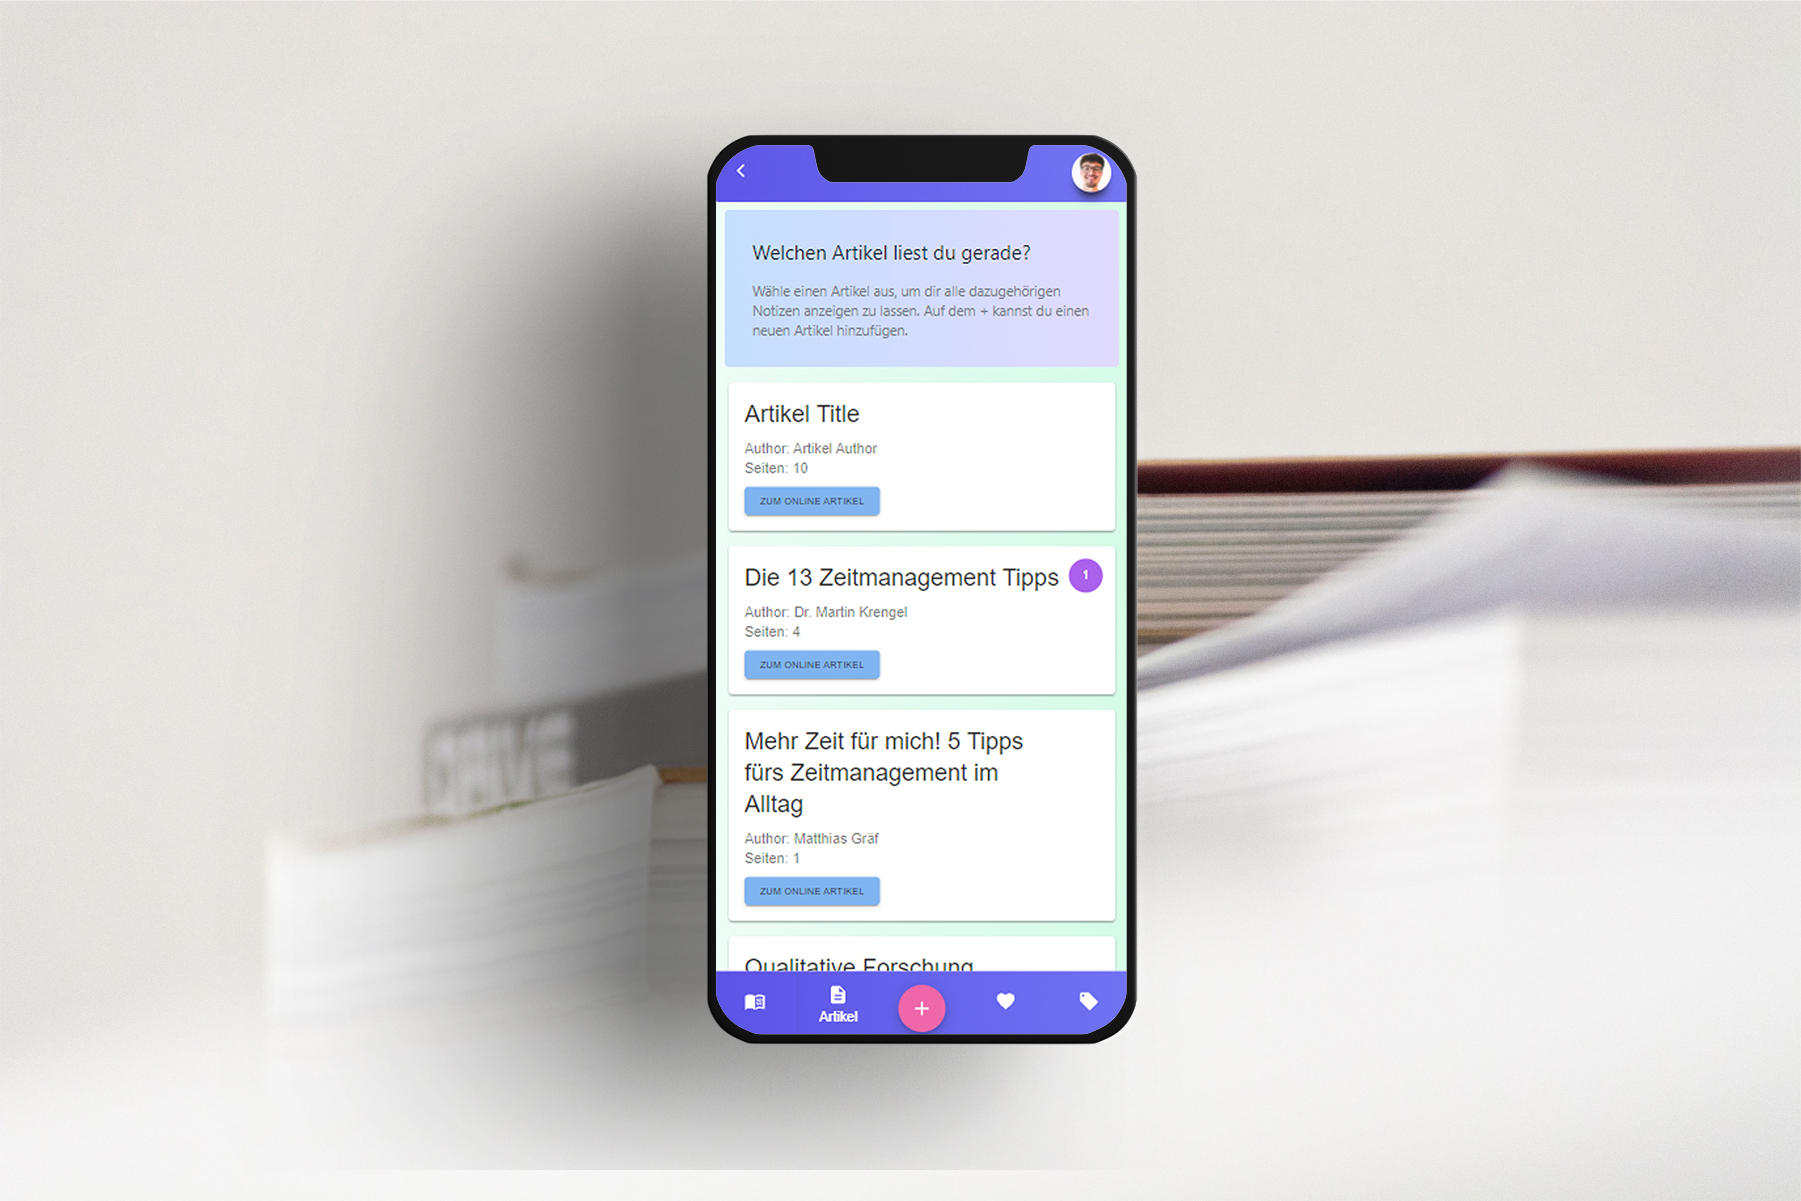 Welchen Artikel liest du gerade?
Wähle einen Artikel aus, um dir alle dazugehörigen
Notizen anzeigen zu lassen. Auf dem + kannst du einen
neuen Artikel hinzufügen.
Artikel Title
Author: Artikel Author
Seiten: 10
ZUM ONLINE ARTIKEL
Die 13 Zeitmanagement Tipps
1
Author: Dr. Martin Krengel
Seiten: 4
ZUM ONLINE ARTIKEL
Mehr Zeit für mich! 5 Tipps
fürs Zeitmanagement im
Alltag
Author: Matthias Gräf
Seiten: 1
ZUM ONLINE ARTIKEL
Qualitative Forschung
Artikel
+